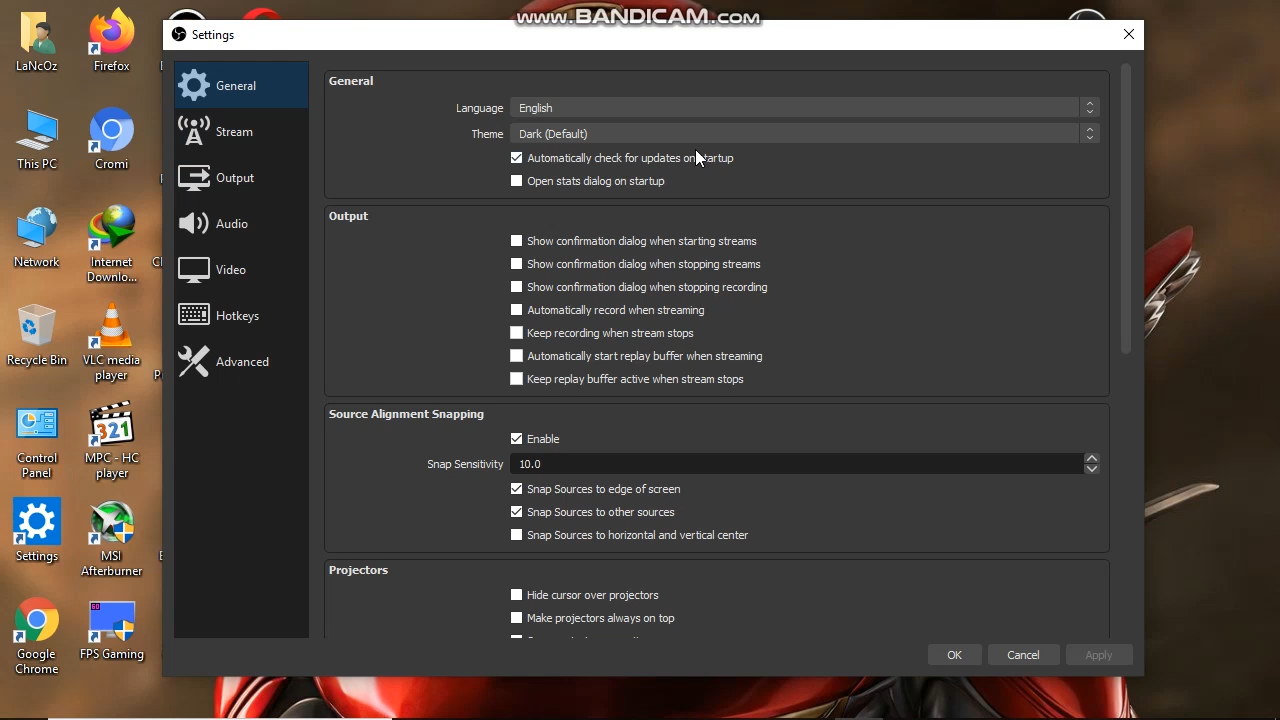 www.BANDICAM.com
Settings
LaNcOz
Firefox
This PC
Cromi
Network
Internet
Downlo...
Recycle Bin
VLC media
player
Control
Panel
MPC - HC
player
Settings
MSI
Afterburner
Google
Chrome
60
FPS Gaming
General
Stream
Output
Audio
Video
Hotkeys
Advanced
General
Language
English
Theme
Dark (Default)
Automatically check for updates on startup
Open stats dialog on startup
Output
Show confirmation dialog when starting streams
Show confirmation dialog when stopping streams
Show confirmation dialog when stopping recording
Automatically record when streaming
Keep recording when stream stops
Automatically start replay buffer when streaming
Keep replay buffer active when stream stops
Source Alignment Snapping
Enable
Snap Sensitivity
10.0
Snap Sources to edge of screen
Snap Sources to other sources
Snap Sources to horizontal and vertical center
Projectors
Hide cursor over projectors
Make projectors always on top
OK
Cancel
Apply